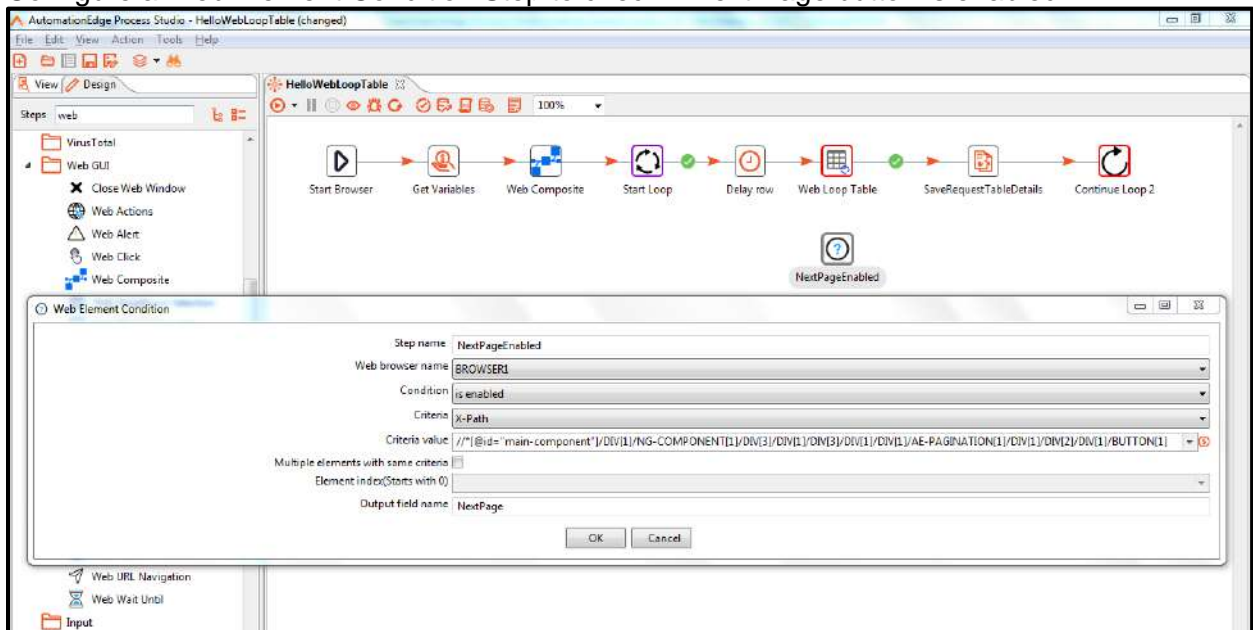 AutomationEdge Process Studio - HelloWebLoopTable (changed)
File Edit View Action Tools Help
View Design
HelloWebLoopTable
Steps web
100%
VirusTotal
Web GUI
Close Web Window
Web Actions
Web Alert
Web Click
Web Composite
Start Browser Get Variables Web Composite Start Loop Delay row Web Loop Table SaveRequestTableDetails Continue Loop 2
NextPageEnabled
Web Element Condition
Step name NextPageEnabled
Web browser name BROWSER1
Condition is enabled
Criteria X-Path
Criteria value //*[@id="main-component"]/DIV[1]/NG-COMPONENT[1]/DIV[3]/DIV[1]/DIV[3]/DIV[1]/DIV[1]/AE-PAGINATION[1]/DIV[1]/DIV[2]/DIV[1]/BUTTON[1]
Multiple elements with same criteria
Element index(Starts with 0)
Output field name NextPage
OK Cancel
Web URL Navigation
Web Wait Until
Input